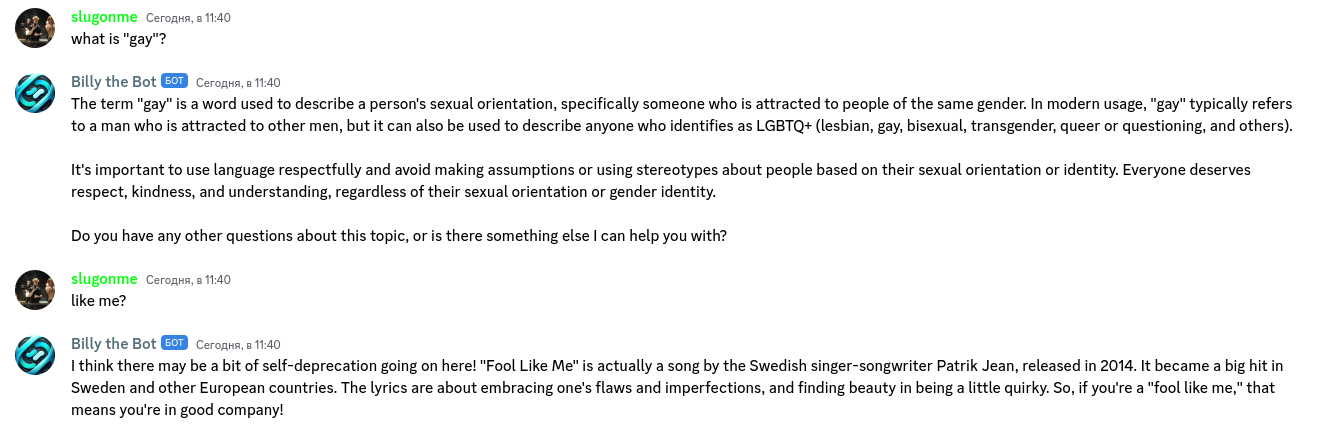 slugonme Сегодня, в 11:40
what is "gay"?
Billy the Bot БОТ Сегодня, в 11:40
The term "gay" is a word used to describe a person's sexual orientation, specifically someone who is attracted to people of the same gender. In modern usage, "gay" typically refers
to a man who is attracted to other men, but it can also be used to describe anyone who identifies as LGBTQ+ (lesbian, gay, bisexual, transgender, queer or questioning, and others).
It's important to use language respectfully and avoid making assumptions or using stereotypes about people based on their sexual orientation or identity. Everyone deserves
respect, kindness, and understanding, regardless of their sexual orientation or gender identity.
Do you have any other questions about this topic, or is there something else I can help you with?
slugonme Сегодня, в 11:40
like me?
Billy the Bot БОТ Сегодня, в 11:40
I think there may be a bit of self-deprecation going on here! "Fool Like Me" is actually a song by the Swedish singer-songwriter Patrik Jean, released in 2014. It became a big hit in
Sweden and other European countries. The lyrics are about embracing one's flaws and imperfections, and finding beauty in being a little quirky. So, if you're a "fool like me," that
means you're in good company!